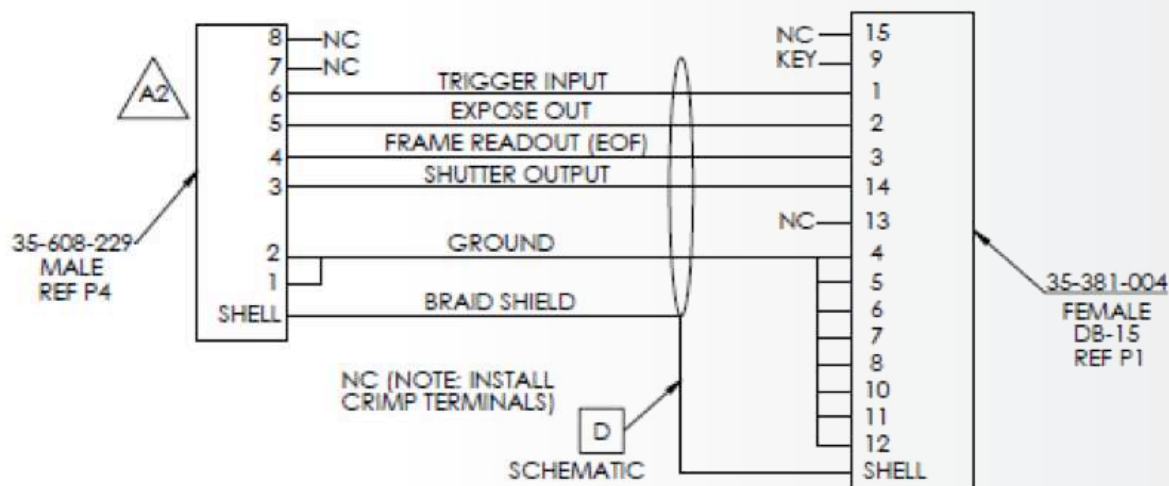 8 NC
7 NC
A2
6 TRIGGER INPUT
5 EXPOSE OUT
4 FRAME READOUT (EOF)
3 SHUTTER OUTPUT
2 GROUND
1
SHELL BRAID SHIELD
35-608-229
MALE
REF P4
NC (NOTE: INSTALL
CRIMP TERMINALS)
D
SCHEMATIC
NC 15
KEY 9
1
2
3
14
NC 13
4
5
6
7
8
10
11
12
SHELL
35-381-004
FEMALE
DB-15
REF P1